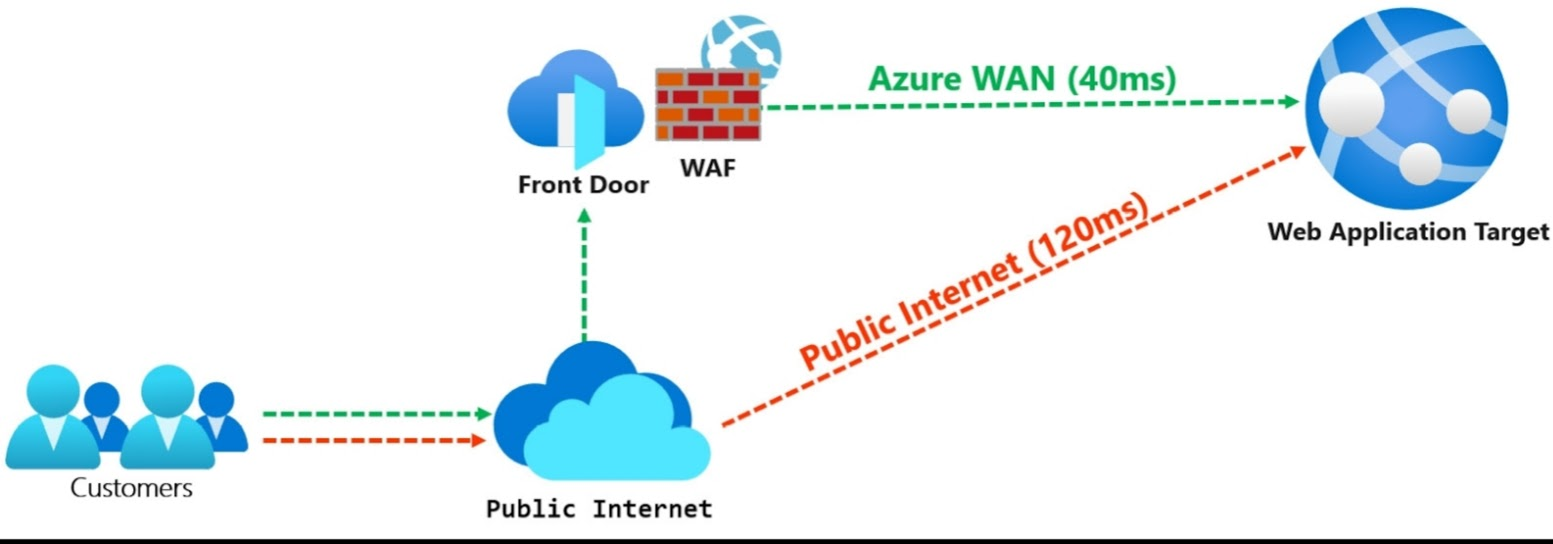 Azure WAN (40ms)
WAF
Front Door
Web Application Target
Public Internet (120ms)
Customers
Public Internet